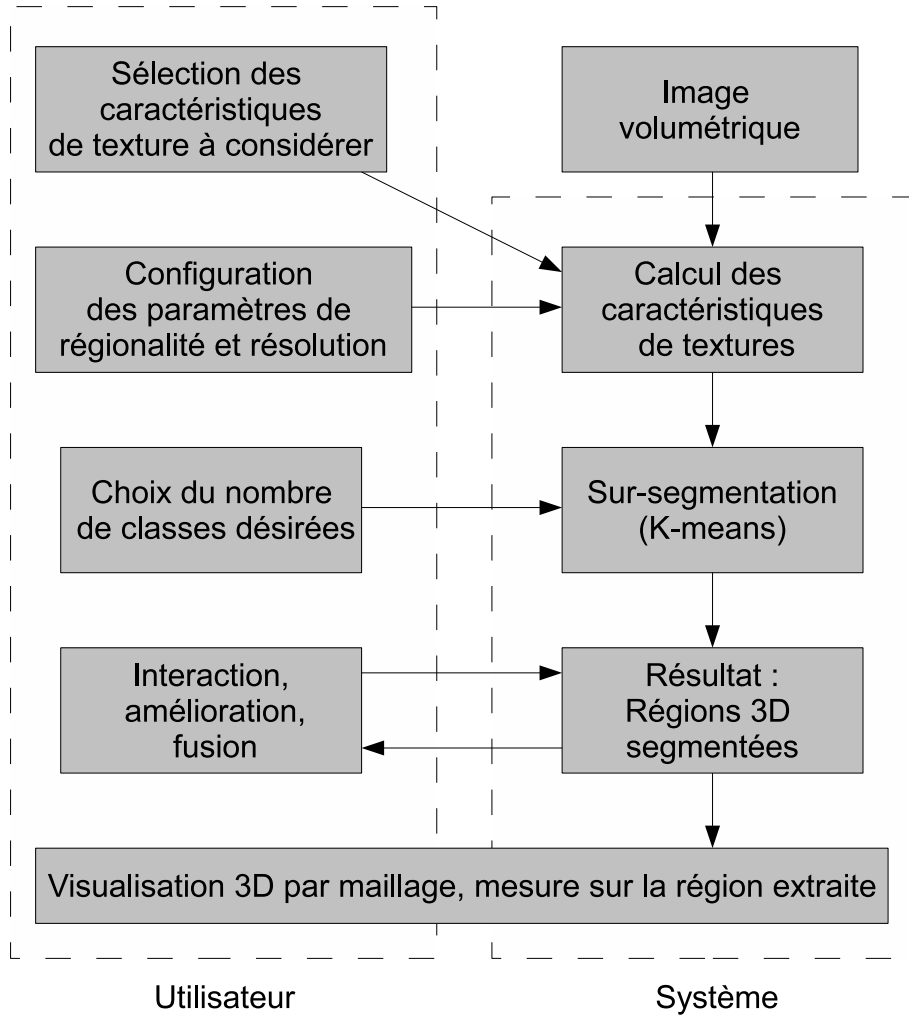 Sélection des
caractéristiques
de texture à considérer
Image
volumétrique
Configuration
des paramètres de
régionalité et résolution
Calcul des
caractéristiques
de textures
Choix du nombre
de classes désirées
Sur-segmentation
(K-means)
Interaction,
amélioration,
fusion
Résultat :
Régions 3D
segmentées
Visualisation 3D par maillage, mesure sur la région extraite
Utilisateur
Système